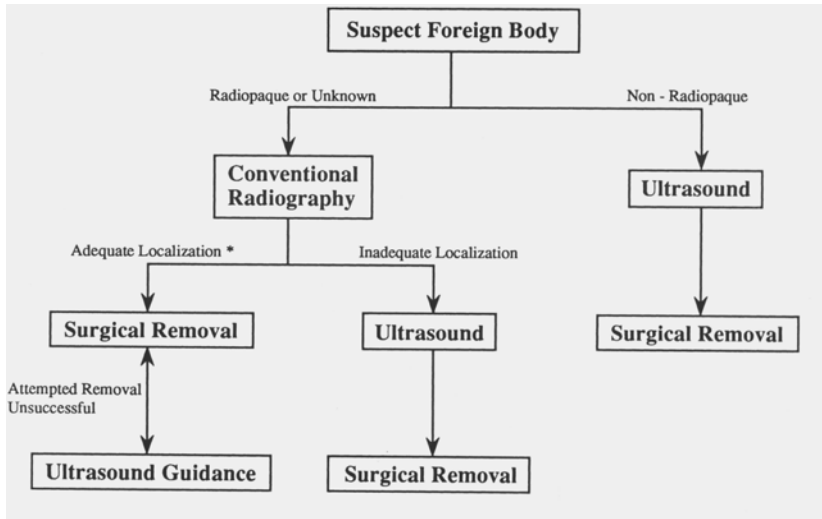 Suspect Foreign Body
Radiopaque or Unknown
Non - Radiopaque
Conventional
Radiography
Ultrasound
Adequate Localization *
Inadequate Localization
Surgical Removal
Ultrasound
Surgical Removal
Attempted Removal
Unsuccessful
Ultrasound Guidance
Surgical Removal